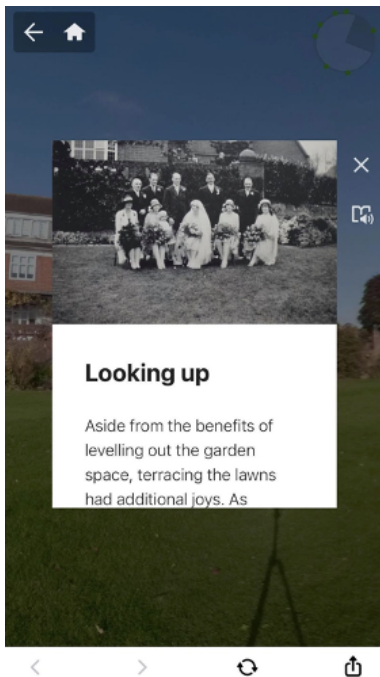 Looking up
Aside from the benefits of
levelling out the garden
space, terracing the lawns
had additional joys. As